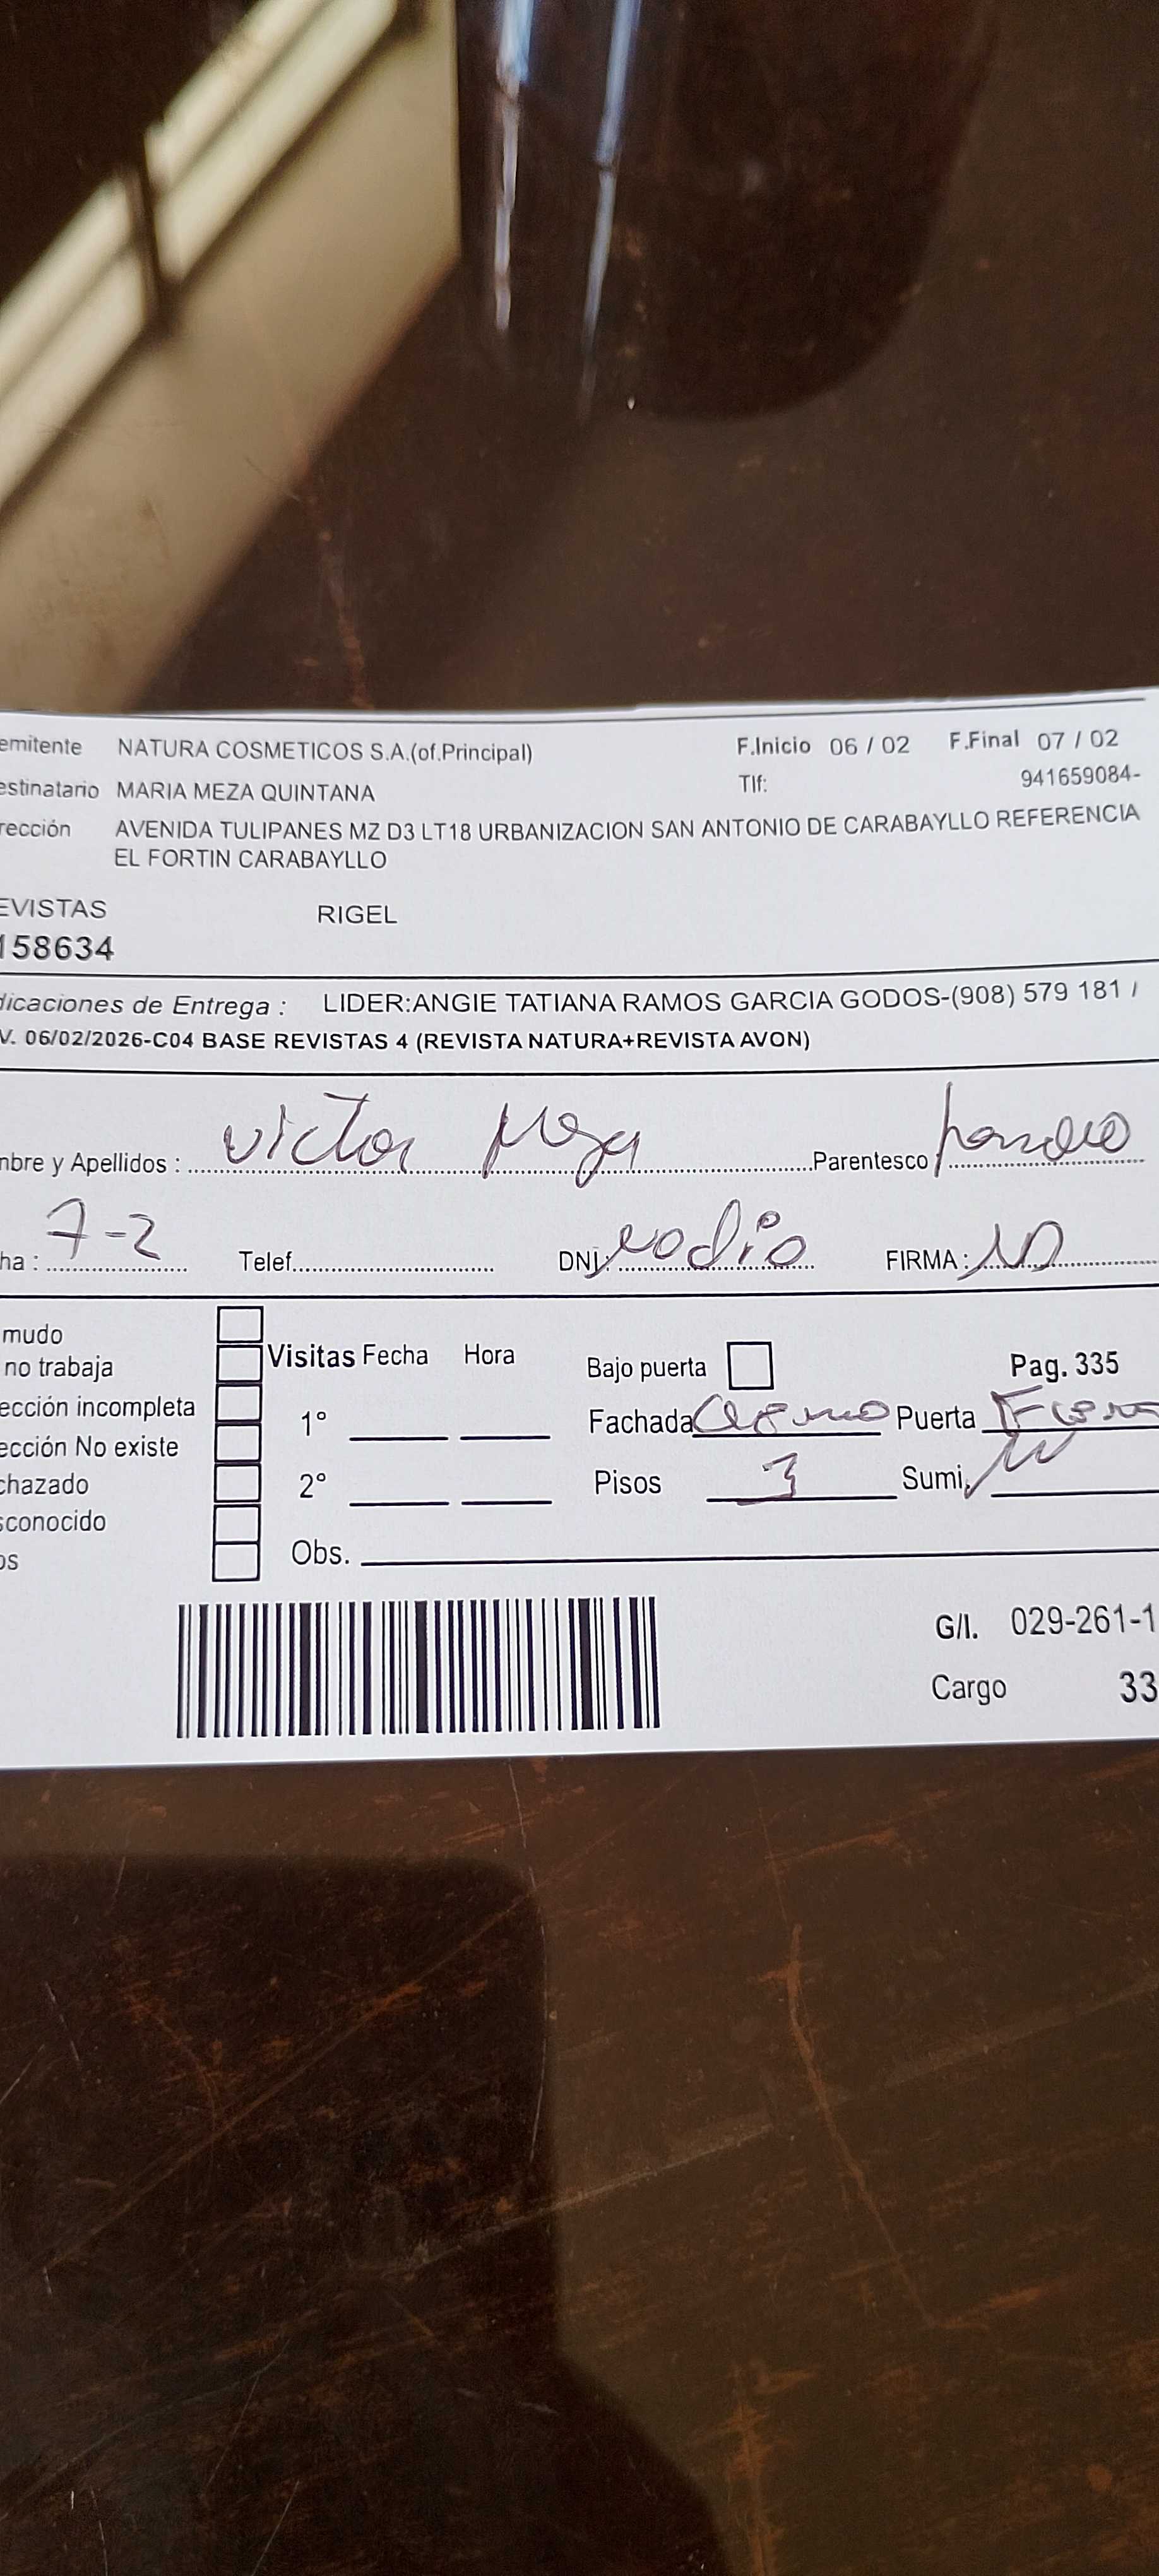 emitente NATURA COSMETICOS S.A.(of.Principal) F.Inicio 06 / 02 F.Final 07 / 02
estinatario MARIA MEZA QUINTANA Tlf: 941659084-
rección AVENIDA TULIPANES MZ D3 LT18 URBANIZACION SAN ANTONIO DE CARABAYLLO REFERENCIA
EL FORTIN CARABAYLLO
EVISTAS RIGEL
158634
dicaciones de Entrega : LIDER:ANGIE TATIANA RAMOS GARCIA GODOS-(908) 579 181 /
V. 06/02/2026-C04 BASE REVISTAS 4 (REVISTA NATURA+REVISTA AVON)
nbre y Apellidos : victor Meza Parentesco
ha : 7-2 Telef. DNI: FIRMA :
mudo
no trabaja Visitas Fecha Hora Bajo puerta Pag. 335
ección incompleta 1° Fachada Puerta
ección No existe
chazado 2° Pisos 3 Sumi.
sconocido
os Obs.
G/I. 029-261-1
Cargo 33